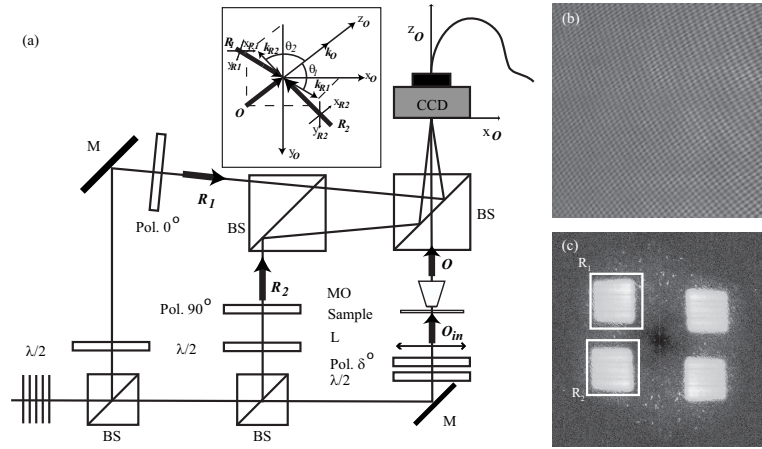 (a)
M
Pol. 0°
R1
λ/2
BS
BS
R2
Pol. 90°
λ/2
BS
MO
Sample
L
Pol. δ°
λ/2
M
Oin
O
BS
CCD
zO
xO
R1
xR1
yR1
kR2
θ2
kO
zO
θ1
xO
kR1
O
xR2
yR2
R2
yO
(b)
(c)
R1
R2